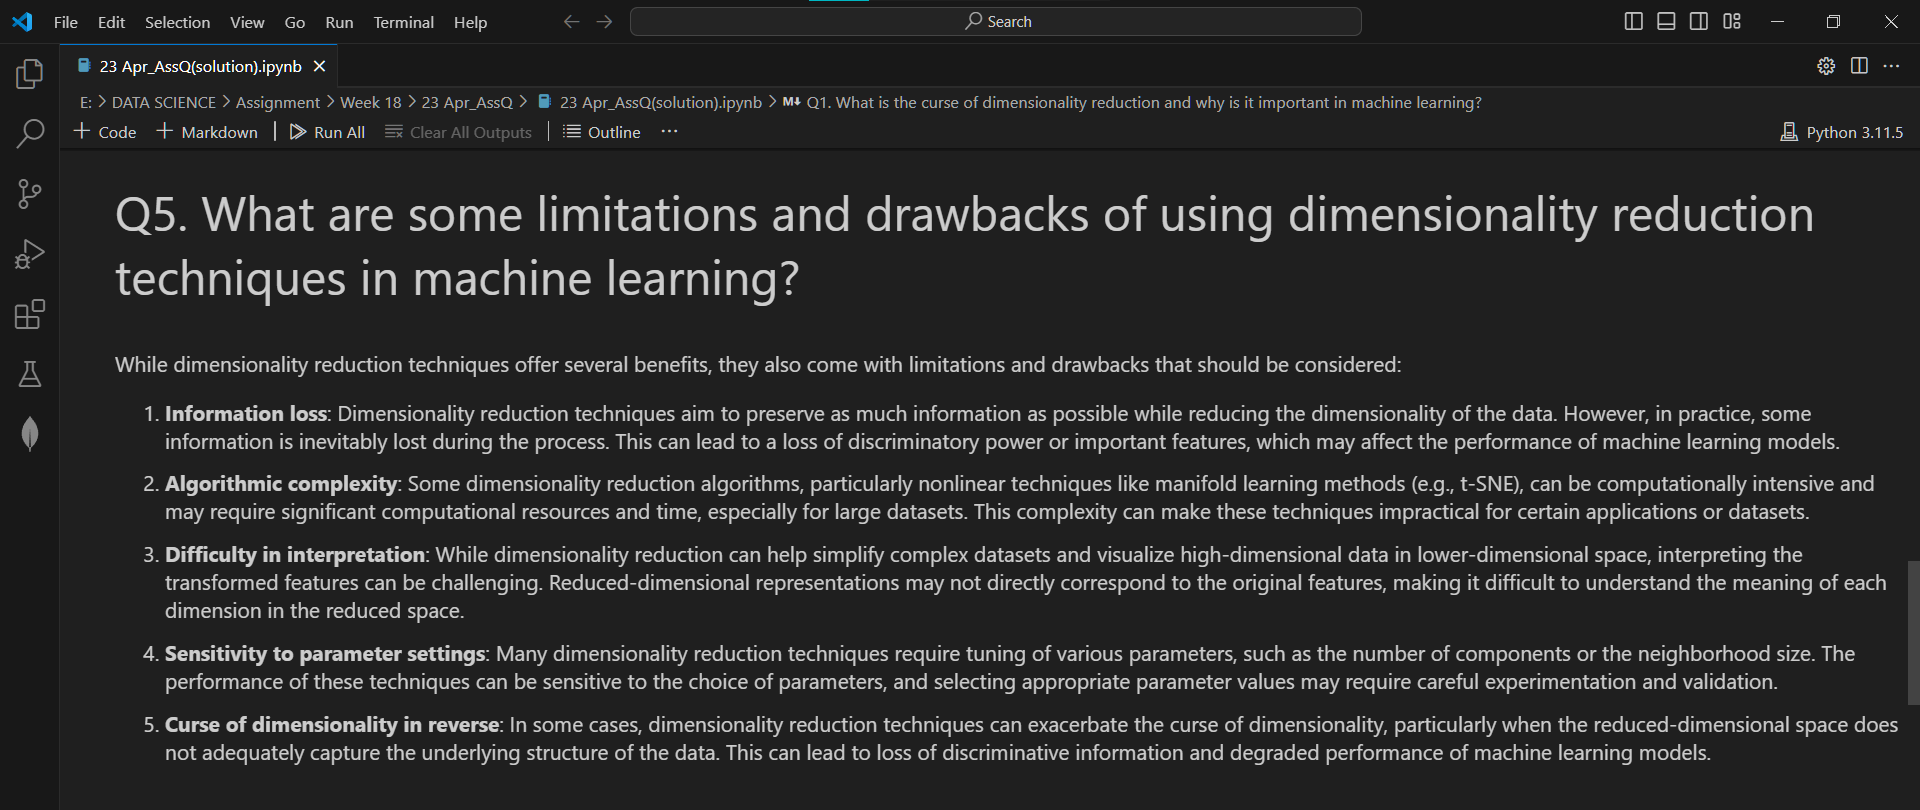 File Edit Selection View Go Run Terminal Help
Search
23 Apr_AssQ(solution).ipynb
E: > DATA SCIENCE > Assignment > Week 18 > 23 Apr_AssQ > 23 Apr_AssQ(solution).ipynb > M↓ Q1. What is the curse of dimensionality reduction and why is it important in machine learning?
+ Code + Markdown | Run All Clear All Outputs | Outline ···
Python 3.11.5
Q5. What are some limitations and drawbacks of using dimensionality reduction
techniques in machine learning?
While dimensionality reduction techniques offer several benefits, they also come with limitations and drawbacks that should be considered:
1. Information loss: Dimensionality reduction techniques aim to preserve as much information as possible while reducing the dimensionality of the data. However, in practice, some
information is inevitably lost during the process. This can lead to a loss of discriminatory power or important features, which may affect the performance of machine learning models.
2. Algorithmic complexity: Some dimensionality reduction algorithms, particularly nonlinear techniques like manifold learning methods (e.g., t-SNE), can be computationally intensive and
may require significant computational resources and time, especially for large datasets. This complexity can make these techniques impractical for certain applications or datasets.
3. Difficulty in interpretation: While dimensionality reduction can help simplify complex datasets and visualize high-dimensional data in lower-dimensional space, interpreting the
transformed features can be challenging. Reduced-dimensional representations may not directly correspond to the original features, making it difficult to understand the meaning of each
dimension in the reduced space.
4. Sensitivity to parameter settings: Many dimensionality reduction techniques require tuning of various parameters, such as the number of components or the neighborhood size. The
performance of these techniques can be sensitive to the choice of parameters, and selecting appropriate parameter values may require careful experimentation and validation.
5. Curse of dimensionality in reverse: In some cases, dimensionality reduction techniques can exacerbate the curse of dimensionality, particularly when the reduced-dimensional space does
not adequately capture the underlying structure of the data. This can lead to loss of discriminative information and degraded performance of machine learning models.